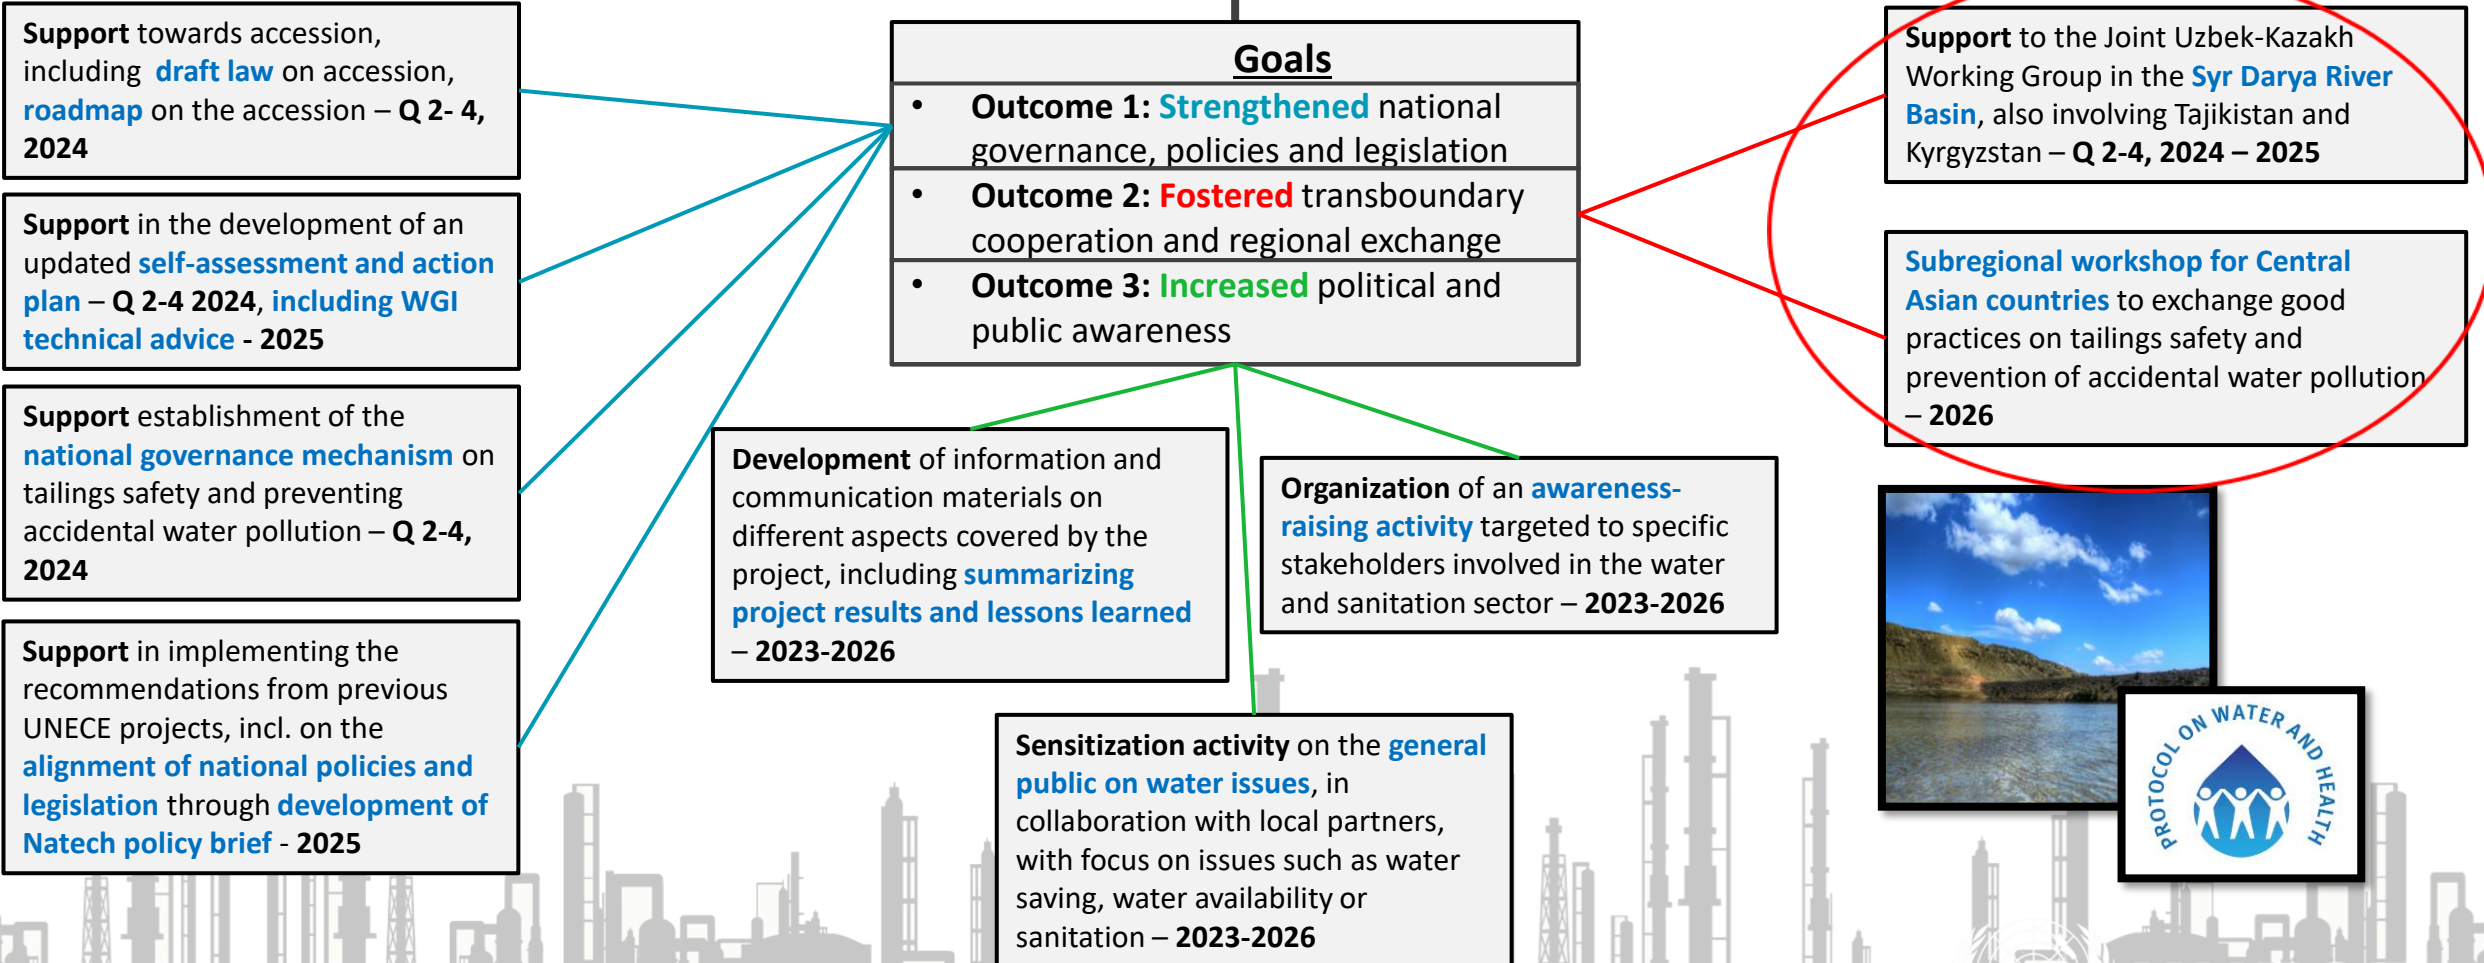 Support towards accession,
including draft law on accession,
roadmap on the accession – Q 2- 4,
2024
Support in the development of an
updated self-assessment and action
plan – Q 2-4 2024, including WGI
technical advice - 2025
Support establishment of the
national governance mechanism on
tailings safety and preventing
accidental water pollution – Q 2-4,
2024
Support in implementing the
recommendations from previous
UNECE projects, incl. on the
alignment of national policies and
legislation through development of
Natech policy brief - 2025
Goals
• Outcome 1: Strengthened national
governance, policies and legislation
• Outcome 2: Fostered transboundary
cooperation and regional exchange
• Outcome 3: Increased political and
public awareness
Development of information and
communication materials on
different aspects covered by the
project, including summarizing
project results and lessons learned
– 2023-2026
Organization of an awareness-
raising activity targeted to specific
stakeholders involved in the water
and sanitation sector – 2023-2026
Sensitization activity on the general
public on water issues, in
collaboration with local partners,
with focus on issues such as water
saving, water availability or
sanitation – 2023-2026
Support to the Joint Uzbek-Kazakh
Working Group in the Syr Darya River
Basin, also involving Tajikistan and
Kyrgyzstan – Q 2-4, 2024 – 2025
Subregional workshop for Central
Asian countries to exchange good
practices on tailings safety and
prevention of accidental water pollution
– 2026
PROTOCOL ON WATER AND HEALTH